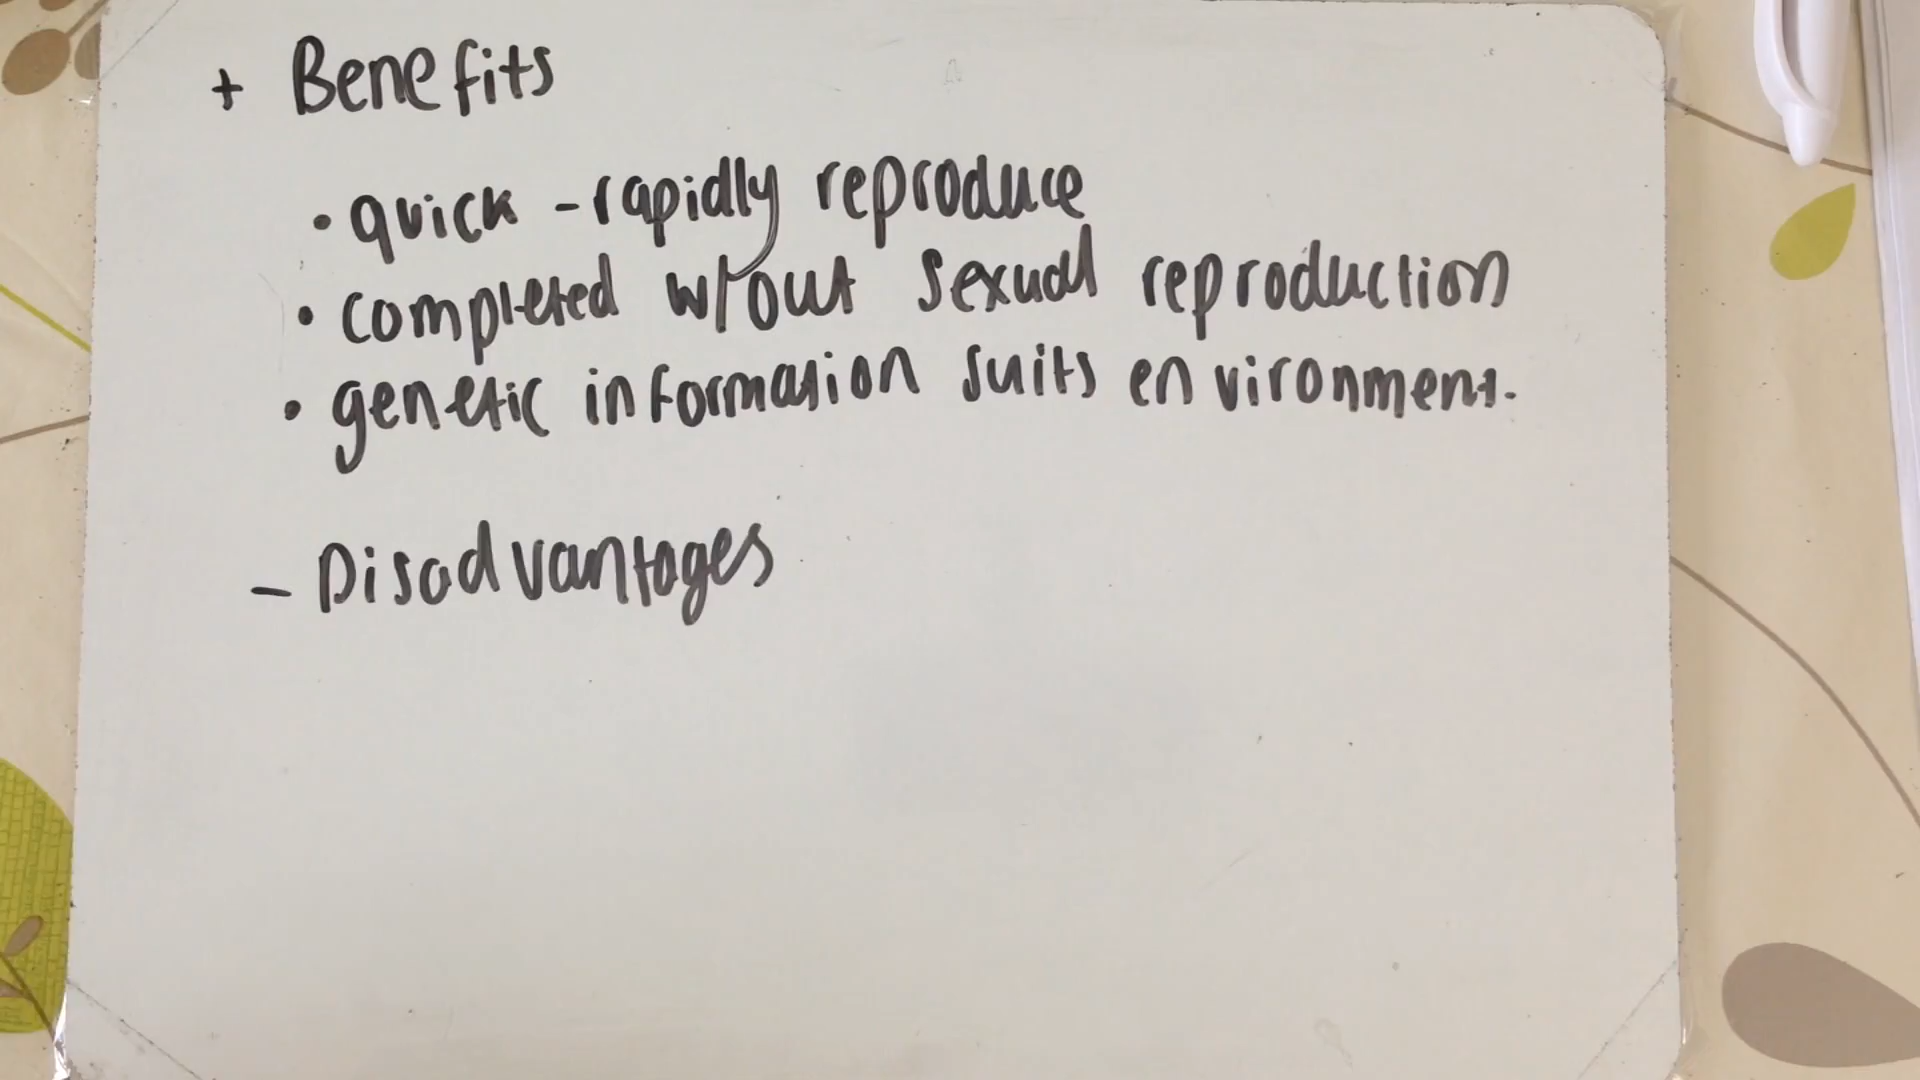 + Benefits
• quick - rapidly reproduce
• completed w/out sexual reproduction
• genetic information suits environment.
- Disadvantages